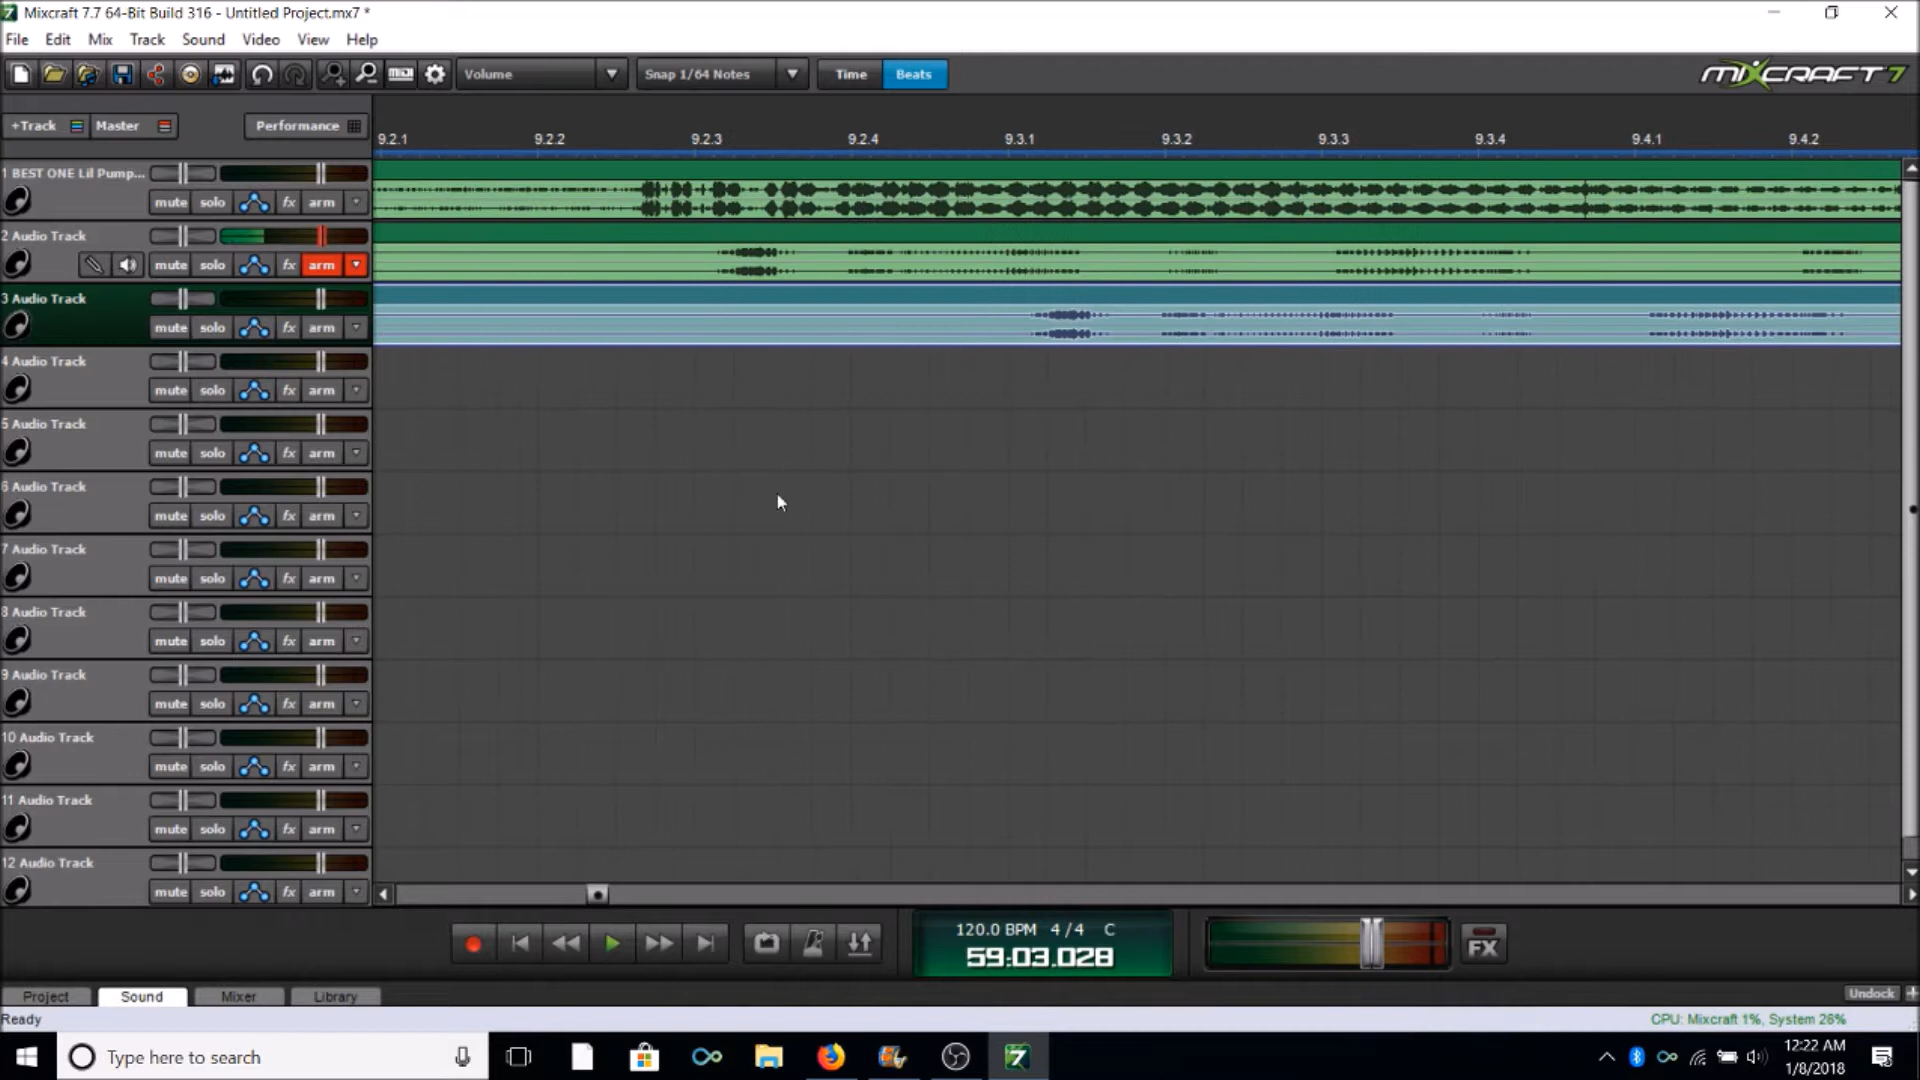 Mixcraft 7.7 64-Bit Build 316 - Untitled Project.mx7 *
File Edit Mix Track Sound Video View Help
Volume Snap 1/64 Notes Time Beats MIXCRAFT 7
+Track Master Performance
9.2.1 9.2.2 9.2.3 9.2.4 9.3.1 9.3.2 9.3.3 9.3.4 9.4.1 9.4.2
1 BEST ONE Lil Pump...
mute solo fx arm
2 Audio Track
mute solo fx arm
3 Audio Track
mute solo fx arm
4 Audio Track
mute solo fx arm
5 Audio Track
mute solo fx arm
6 Audio Track
mute solo fx arm
7 Audio Track
mute solo fx arm
8 Audio Track
mute solo fx arm
9 Audio Track
mute solo fx arm
10 Audio Track
mute solo fx arm
11 Audio Track
mute solo fx arm
12 Audio Track
mute solo fx arm
120.0 BPM 4/4 C
59:03.028
FX
Project Sound Mixer Library Undock
Ready CPU: Mixcraft 1%, System 26%
Type here to search
12:22 AM
1/8/2018